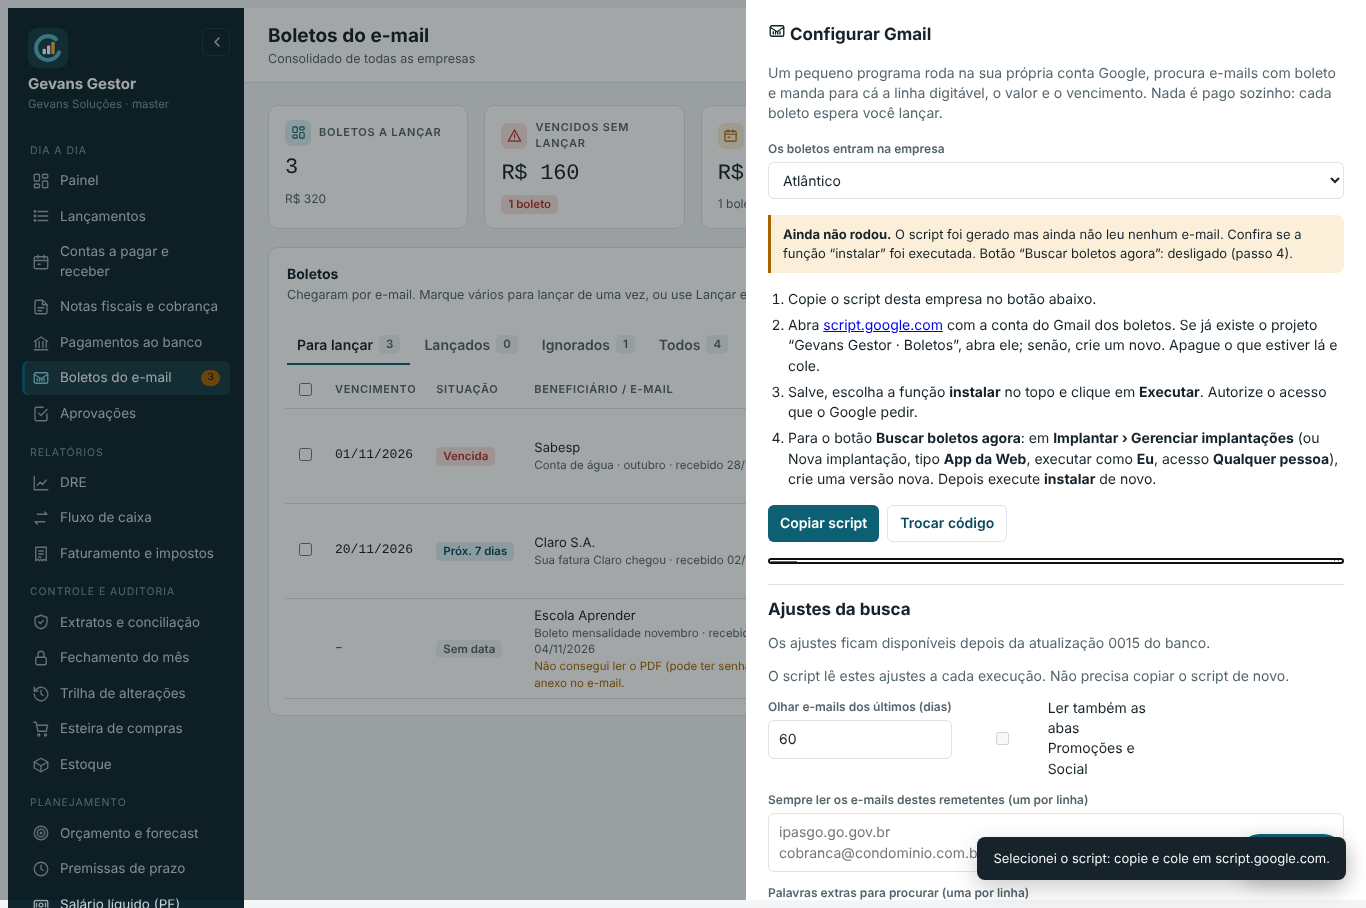 Gevans Gestor
Gevans Soluções · master
DIA A DIA
Painel
Lançamentos
Contas a pagar e
receber
Notas fiscais e cobrança
Pagamentos ao banco
Boletos do e-mail 3
Aprovações
RELATÓRIOS
DRE
Fluxo de caixa
Faturamento e impostos
CONTROLE E AUDITORIA
Extratos e conciliação
Fechamento do mês
Trilha de alterações
Esteira de compras
Estoque
PLANEJAMENTO
Orçamento e forecast
Premissas de prazo
Salário líquido (PF)
Boletos do e-mail
Consolidado de todas as empresas
BOLETOS A LANÇAR
3
R$ 320
VENCIDOS SEM
LANÇAR
R$ 160
1 boleto
R$
1 bole
Boletos
Chegaram por e-mail. Marque vários para lançar de uma vez, ou use Lançar e
Para lançar 3 Lançados 0 Ignorados 1 Todos 4
VENCIMENTO SITUAÇÃO BENEFICIÁRIO / E-MAIL
01/11/2026 Vencida Sabesp
Conta de água · outubro · recebido 28/
20/11/2026 Próx. 7 dias Claro S.A.
Sua fatura Claro chegou · recebido 02/
– Sem data Escola Aprender
Boleto mensalidade novembro · recebid
04/11/2026
Não consegui ler o PDF (pode ter senha
anexo no e-mail.
Configurar Gmail
Um pequeno programa roda na sua própria conta Google, procura e-mails com boleto
e manda para cá a linha digitável, o valor e o vencimento. Nada é pago sozinho: cada
boleto espera você lançar.
Os boletos entram na empresa
Atlântico
Ainda não rodou. O script foi gerado mas ainda não leu nenhum e-mail. Confira se a
função “instalar” foi executada. Botão “Buscar boletos agora”: desligado (passo 4).
1. Copie o script desta empresa no botão abaixo.
2. Abra script.google.com com a conta do Gmail dos boletos. Se já existe o projeto
“Gevans Gestor · Boletos”, abra ele; senão, crie um novo. Apague o que estiver lá e
cole.
3. Salve, escolha a função instalar no topo e clique em Executar. Autorize o acesso
que o Google pedir.
4. Para o botão Buscar boletos agora: em Implantar › Gerenciar implantações (ou
Nova implantação, tipo App da Web, executar como Eu, acesso Qualquer pessoa),
crie uma versão nova. Depois execute instalar de novo.
Copiar script Trocar código
Ajustes da busca
Os ajustes ficam disponíveis depois da atualização 0015 do banco.
O script lê estes ajustes a cada execução. Não precisa copiar o script de novo.
Olhar e-mails dos últimos (dias)
60
Ler também as
abas
Promoções e
Social
Sempre ler os e-mails destes remetentes (um por linha)
ipasgo.go.gov.br
cobranca@condominio.com.b
Selecionei o script: copie e cole em script.google.com.
Palavras extras para procurar (uma por linha)